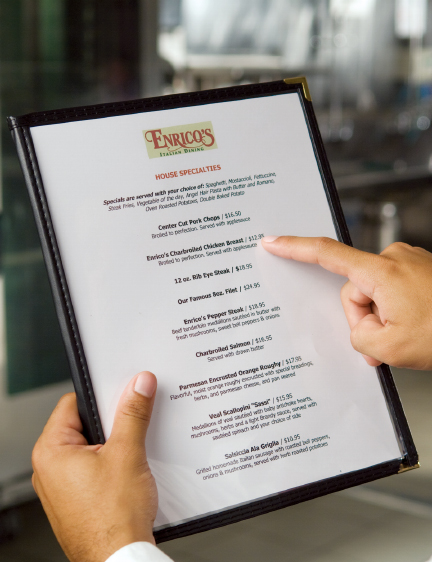 ENRICO'S
ITALIAN DINING
HOUSE SPECIALTIES
Specials are served with your choice of: Spaghetti, Mostaccioli, Fettuccine,
Steak Fries, Vegetable of the day, Angel Hair Pasta with Butter and Romano,
Oven Roasted Potatoes, Double Baked Potato
Center Cut Pork Chops / $16.50
Broiled to perfection. Served with applesauce
Enrico's Charbroiled Chicken Breast / $12.95
Broiled to perfection. Served with applesauce
12 oz. Rib Eye Steak / $18.95
Our Famous 8oz. Filet / $24.95
Enrico's Pepper Steak / $18.95
Beef tenderloin medallions sautéed in butter with
fresh mushrooms, sweet bell peppers & onions
Charbroiled Salmon / $16.95
Served with drawn butter
Parmesan Encrusted Orange Roughy / $17.95
Flavorful, moist orange roughy encrusted with special breadings,
herbs, and parmesan cheese, and pan seared
Veal Scallopini "Sassi" / $15.95
Medallions of veal sautéed with baby artichoke hearts,
mushrooms, herbs and a light Brandy sauce, served with
sautéed spinach and your choice of side
Salsiccia Ala Griglia / $10.95
Grilled homemade Italian sausage with roasted bell peppers,
onions & mushrooms, served with herb roasted potatoes